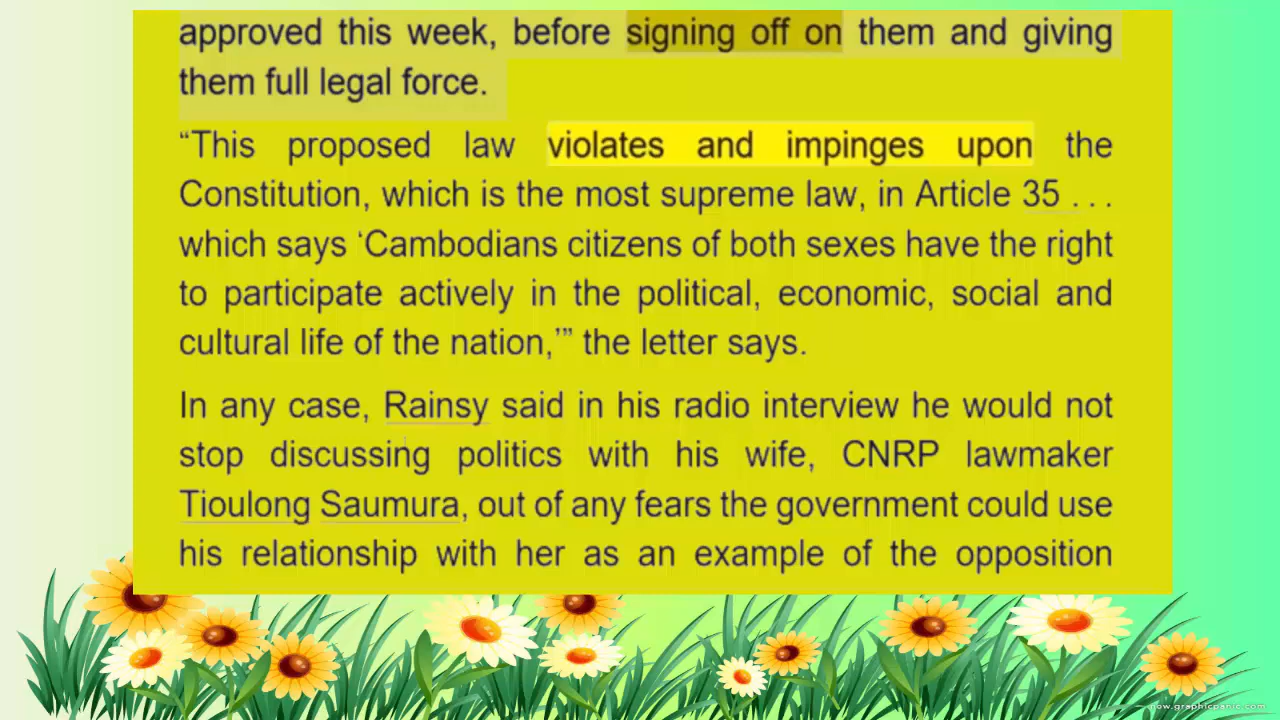 approved this week, before signing off on them and giving
them full legal force.
“This proposed law violates and impinges upon the
Constitution, which is the most supreme law, in Article 35 . . .
which says ‘Cambodians citizens of both sexes have the right
to participate actively in the political, economic, social and
cultural life of the nation,’” the letter says.
In any case, Rainsy said in his radio interview he would not
stop discussing politics with his wife, CNRP lawmaker
Tioulong Saumura, out of any fears the government could use
his relationship with her as an example of the opposition
now.graphicpanic.com